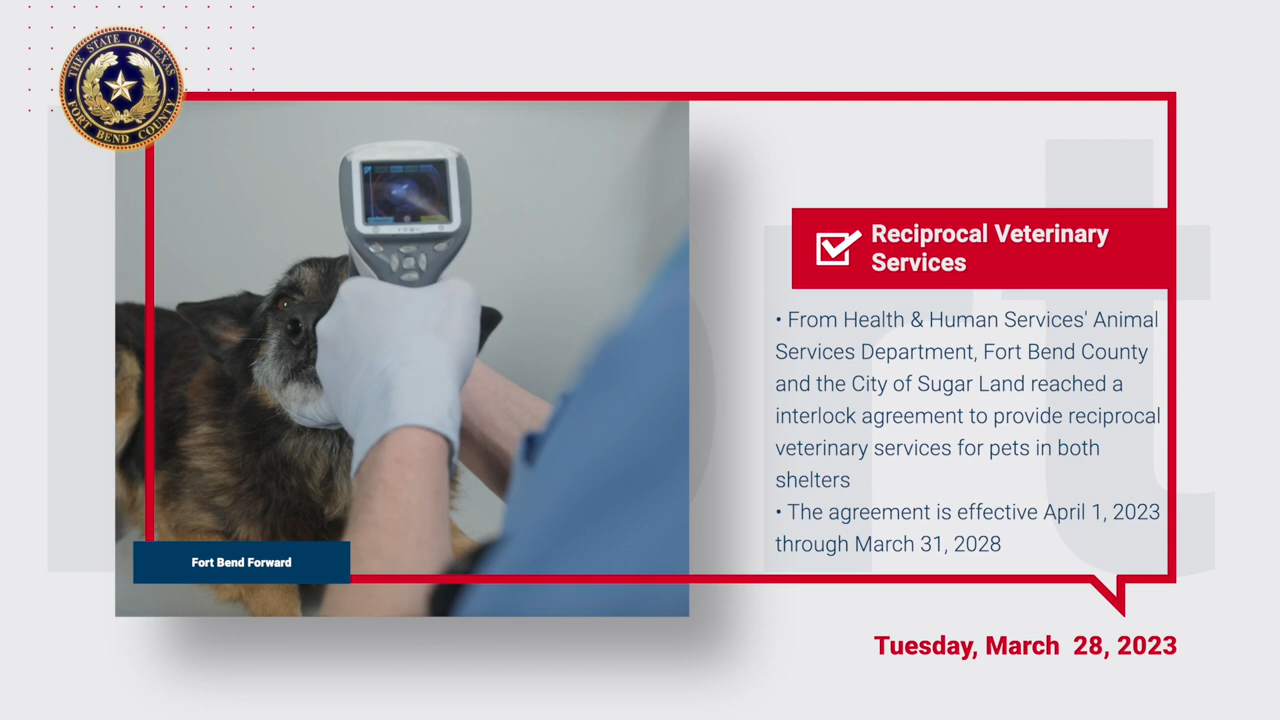 THE STATE OF TEXAS
FORT BEND COUNTY
Reciprocal Veterinary
Services
• From Health & Human Services' Animal
Services Department, Fort Bend County
and the City of Sugar Land reached a
interlock agreement to provide reciprocal
veterinary services for pets in both
shelters
• The agreement is effective April 1, 2023
through March 31, 2028
Fort Bend Forward
Tuesday, March  28, 2023